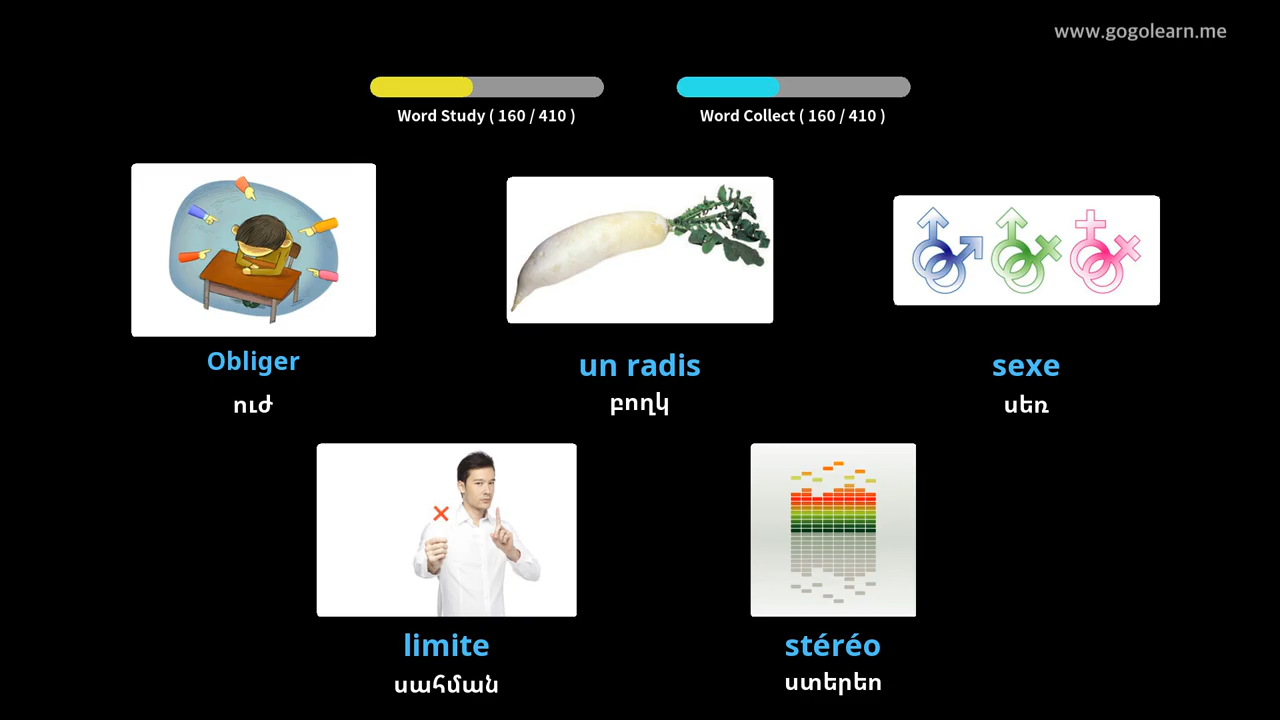 www.gogolearn.me
Word Study ( 160 / 410 )
Word Collect ( 160 / 410 )
Obliger
ուժ
un radis
բողկ
sexe
սեռ
limite
սահման
stéréo
ստերեո